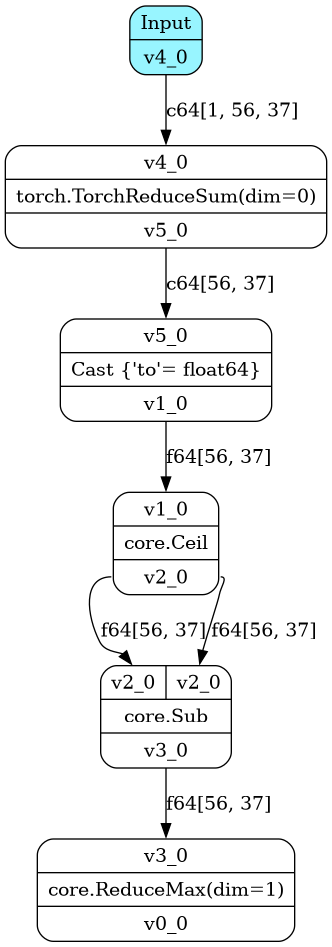 Input
v4_0
c64[1, 56, 37]
v4_0
torch.TorchReduceSum(dim=0)
v5_0
c64[56, 37]
v5_0
Cast {'to'= float64}
v1_0
f64[56, 37]
v1_0
core.Ceil
v2_0
f64[56, 37] f64[56, 37]
v2_0 v2_0
core.Sub
v3_0
f64[56, 37]
v3_0
core.ReduceMax(dim=1)
v0_0